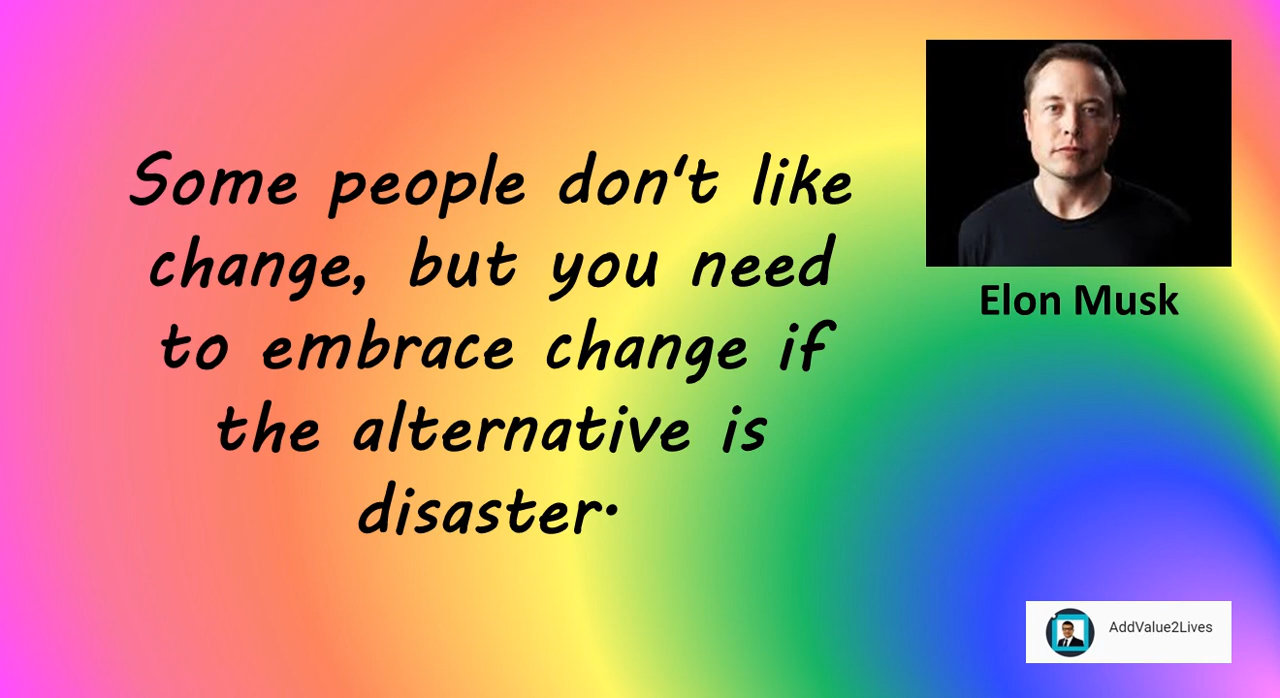 Some people don't like
change, but you need
to embrace change if
the alternative is
disaster.
Elon Musk
AddValue2Lives